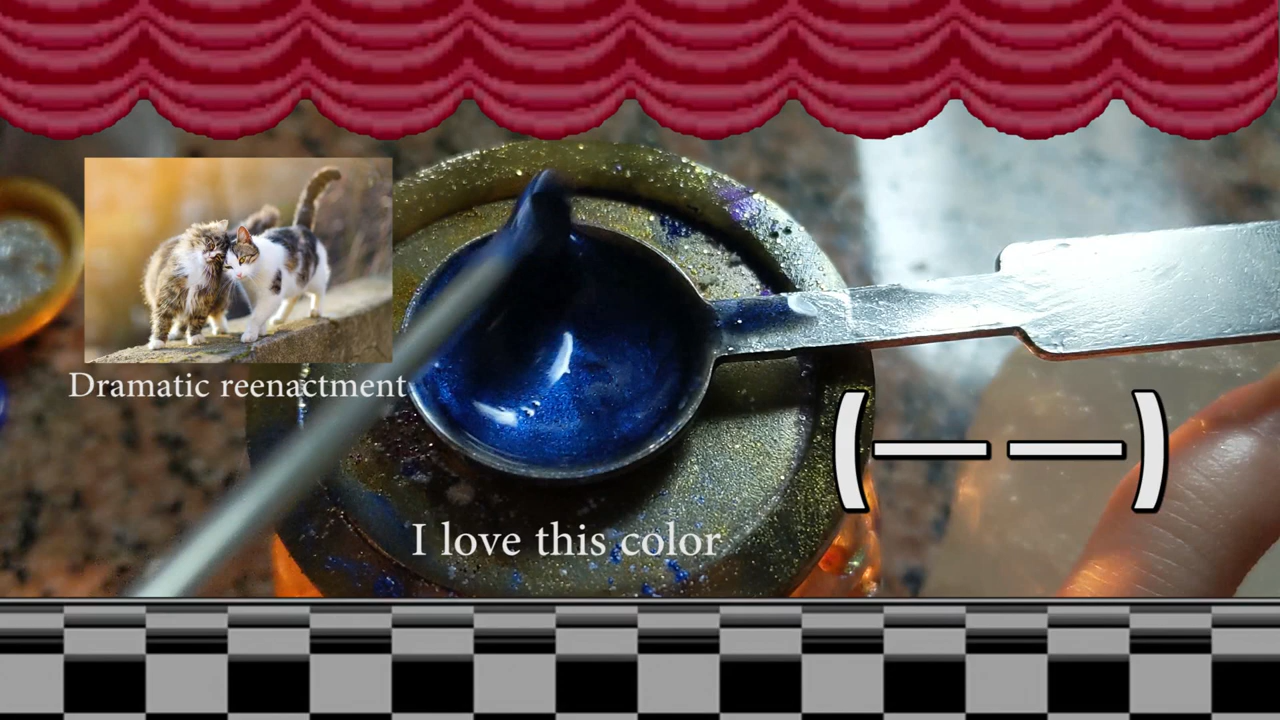 Dramatic reenactment
(— —)
I love this color